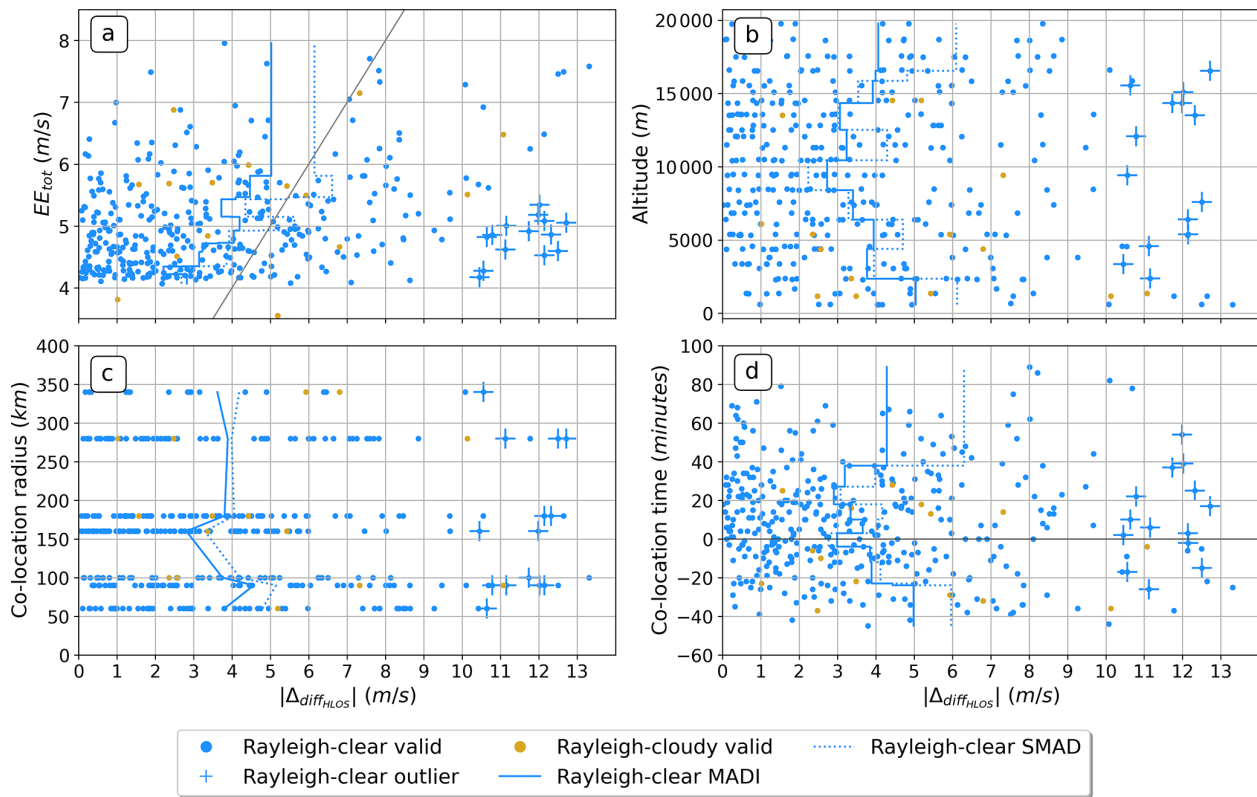 a
EE_tot (m/s)
8
7
6
5
4
b
Altitude (m)
20000
15000
10000
5000
0
c
Co-location radius (km)
400
350
300
250
200
150
100
50
0
0 1 2 3 4 5 6 7 8 9 10 11 12 13
|Δ_diff_HLOS| (m/s)
d
Co-location time (minutes)
100
80
60
40
20
0
−20
−40
−60
0 1 2 3 4 5 6 7 8 9 10 11 12 13
|Δ_diff_HLOS| (m/s)
Rayleigh-clear valid
Rayleigh-cloudy valid
Rayleigh-clear SMAD
Rayleigh-clear outlier
Rayleigh-clear MADI